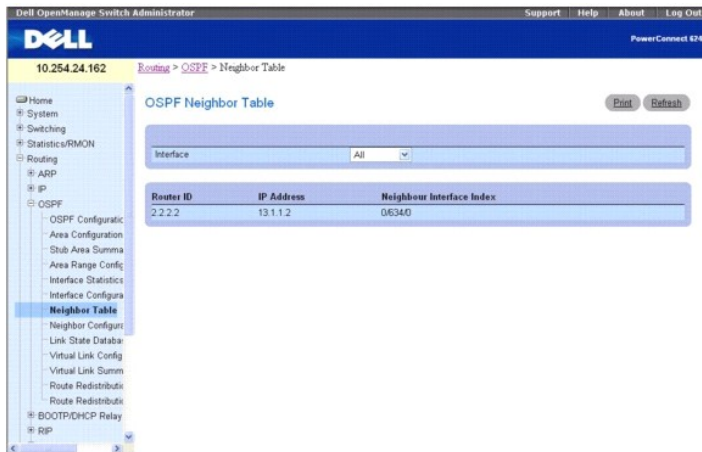 Dell OpenManage Switch Administrator Support Help About Log Out
DELL
PowerConnect 624
10.254.24.162
Routing > OSPF > Neighbor Table
Home
System
Switching
Statistics/RMON
Routing
ARP
IP
OSPF
OSPF Configuratic
Area Configuration
Stub Area Summa
Area Range Config
Interface Statistics
Interface Configura
Neighbor Table
Neighbor Configura
Link State Databa
Virtual Link Config
Virtual Link Summ
Route Redistributic
Route Redistributic
BOOTP/DHCP Relay
RIP
OSPF Neighbor Table
Print Refresh
Interface All
Router ID IP Address Neighbour Interface Index
2.2.2.2 13.1.1.2 0/634/0